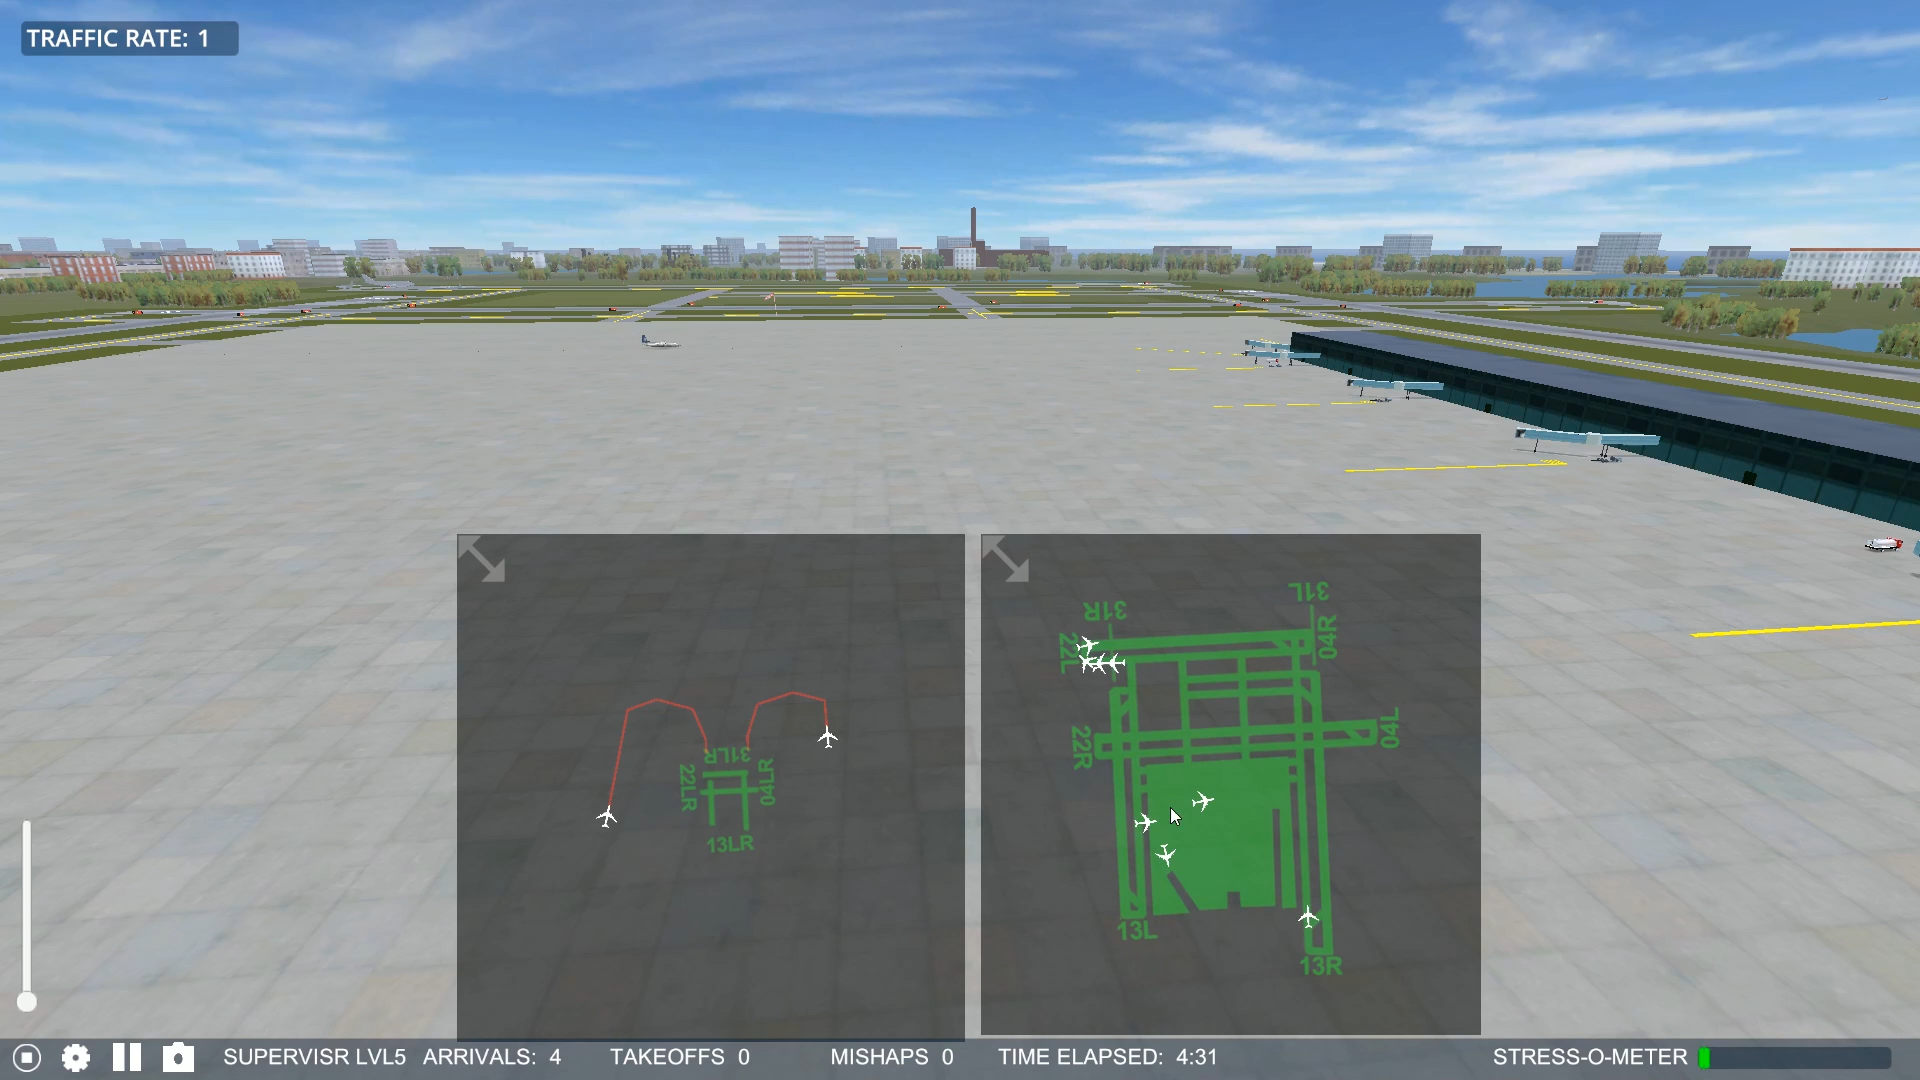 TRAFFIC RATE: 1
31LR
22LR
04LR
13LR
31L
31R
22L
04R
22R
04L
13L
13R
SUPERVISR LVL5 ARRIVALS: 4 TAKEOFFS 0 MISHAPS 0 TIME ELAPSED: 4:31 STRESS-O-METER